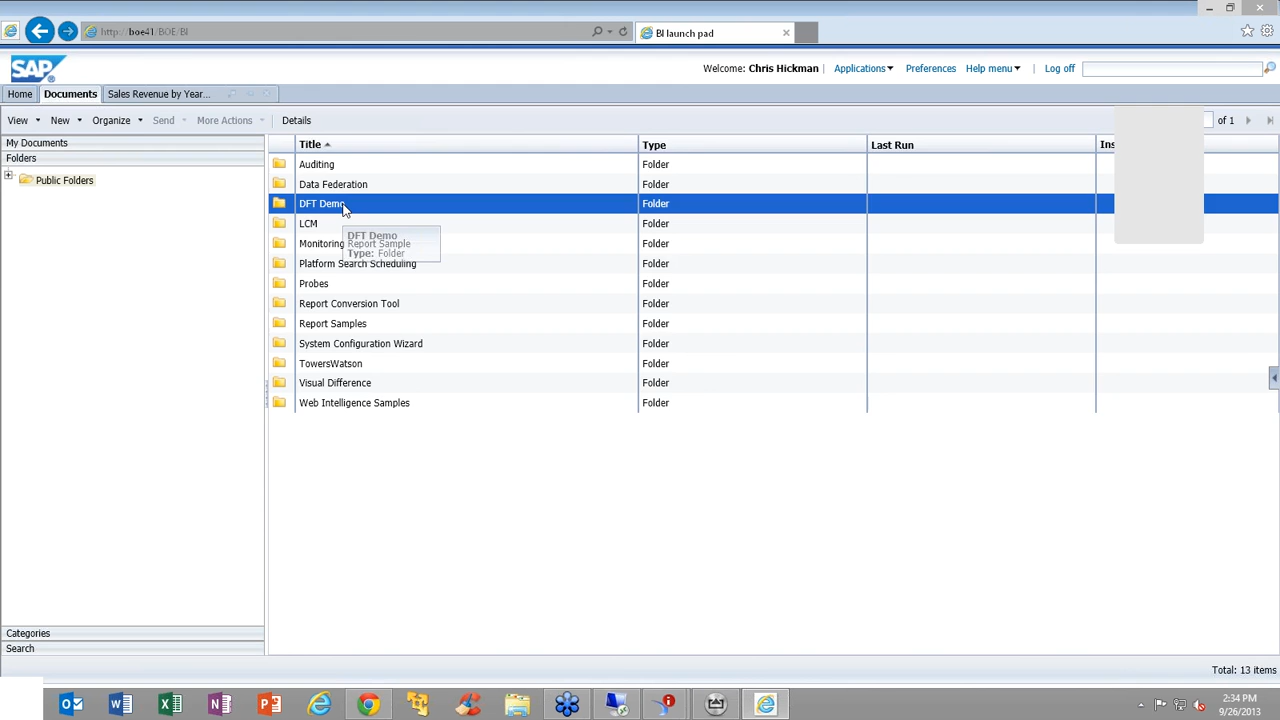 http://boe41/BOE/BI
BI launch pad
SAP
Welcome: Chris Hickman
Applications
Preferences
Help menu
Log off
Home
Documents
Sales Revenue by Year...
View
New
Organize
Send
More Actions
Details
of 1
My Documents
Folders
Public Folders
Title
Type
Last Run
Ins
Auditing
Folder
Data Federation
Folder
DFT Demo
Folder
LCM
Folder
DFT Demo
Monitoring
Report Sample
Folder
Type: Folder
Platform Search Scheduling
Folder
Probes
Folder
Report Conversion Tool
Folder
Report Samples
Folder
System Configuration Wizard
Folder
TowersWatson
Folder
Visual Difference
Folder
Web Intelligence Samples
Folder
Categories
Search
Total: 13 items
2:34 PM
9/26/2013